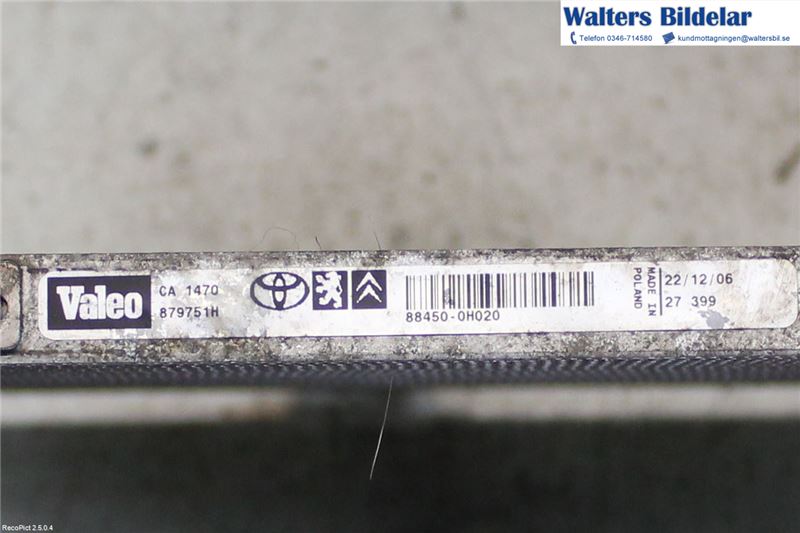 Walters Bildelar
Telefon 0346-714580 kundmottagningen@waltersbil.se
Valeo
CA 1470
879751H
88450-0H020
MADE IN
POLAND
22/12/06
27 399
RecoPict 2.5.0.4